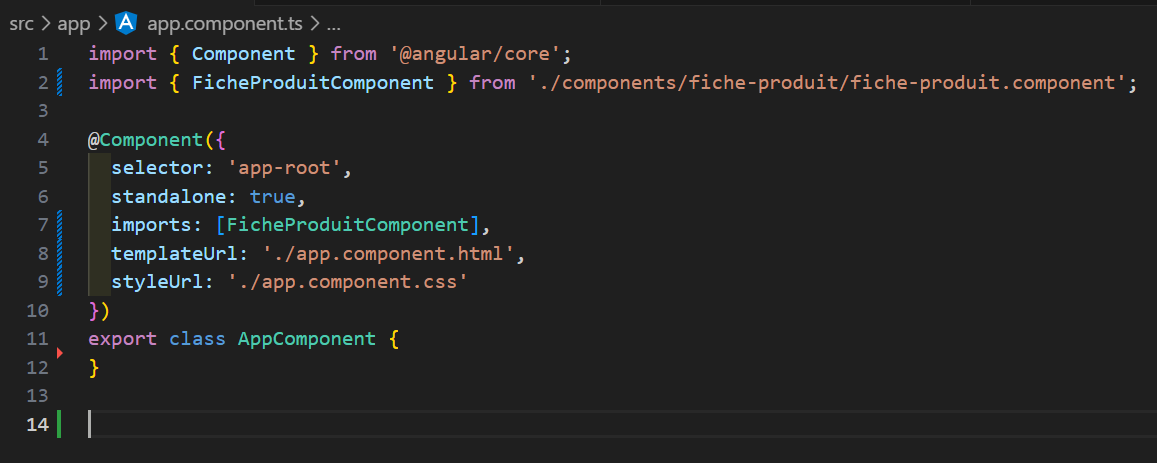 src > app > app.component.ts > ...
1 import { Component } from '@angular/core';
2 import { FicheProduitComponent } from './components/fiche-produit/fiche-produit.component';
3
4 @Component({
5   selector: 'app-root',
6   standalone: true,
7   imports: [FicheProduitComponent],
8   templateUrl: './app.component.html',
9   styleUrl: './app.component.css'
10 })
11 export class AppComponent {
12 }
13
14